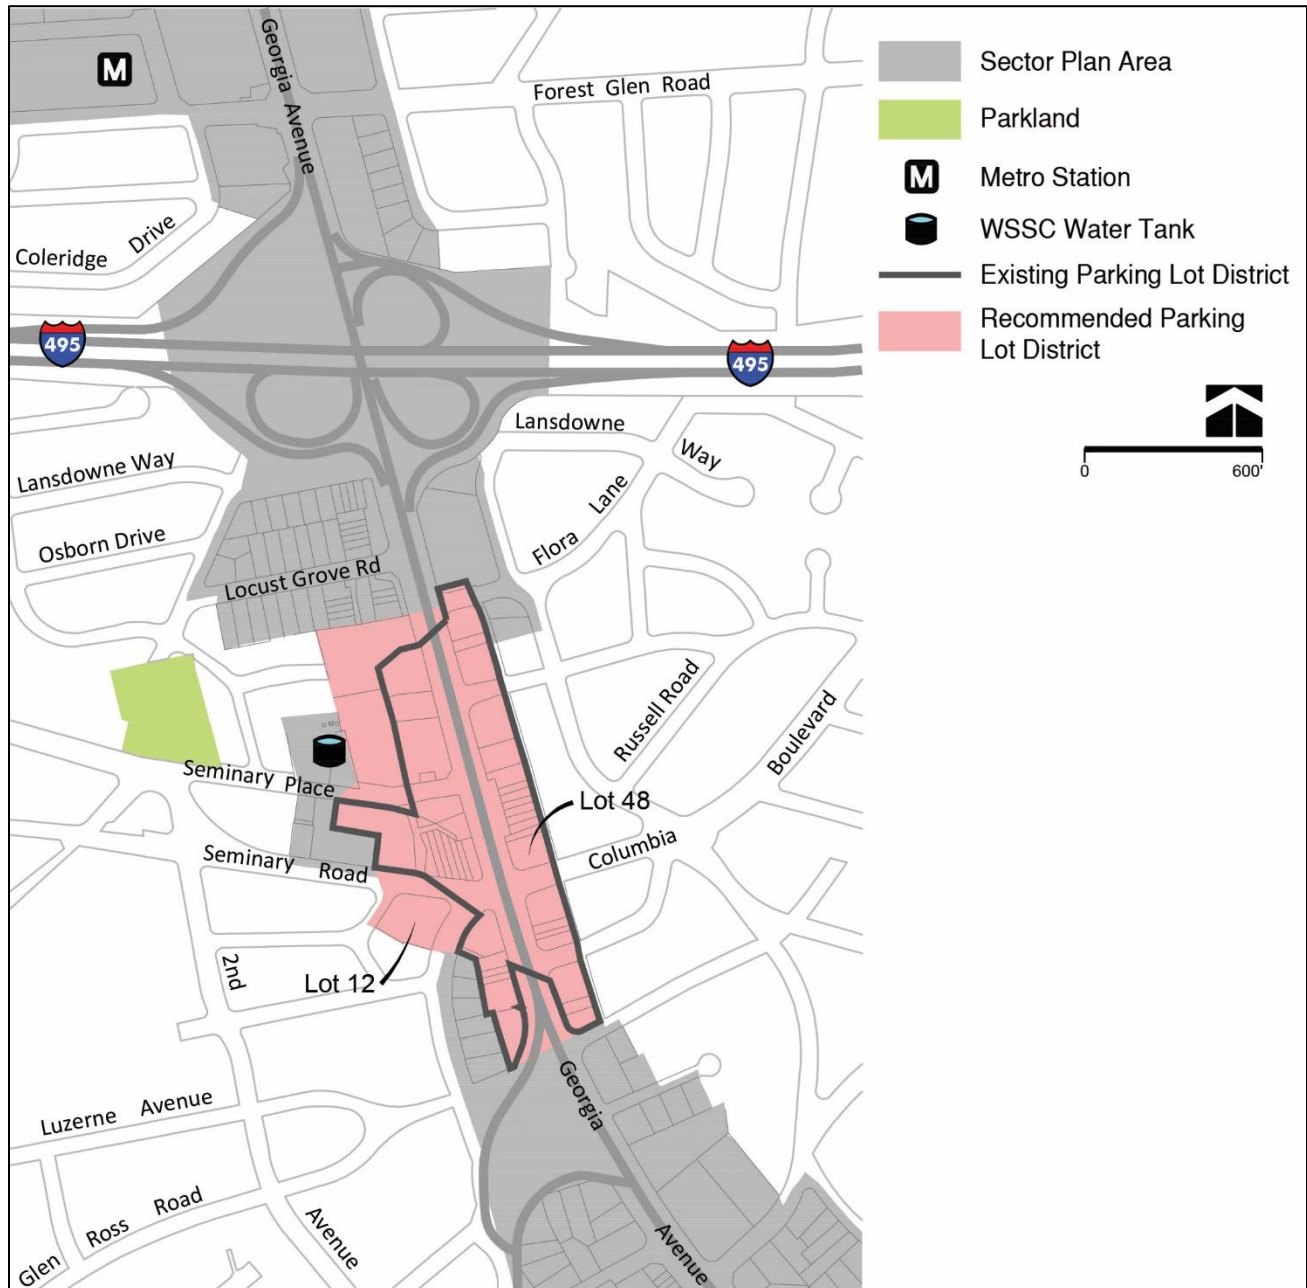 Georgia Avenue
M
Forest Glen Road
Coleridge Drive
495
495
Lansdowne Way
Lansdowne Way
Osborn Drive
Flora Lane
Locust Grove Rd
Russell Road
Boulevard
Seminary Place
Lot 48
Columbia
Seminary Road
2nd
Lot 12
Georgia
Luzerne Avenue
Ross Road
Glen
Avenue
Avenue
Sector Plan Area
Parkland
M
Metro Station
WSSC Water Tank
Existing Parking Lot District
Recommended Parking
Lot District
0 600'